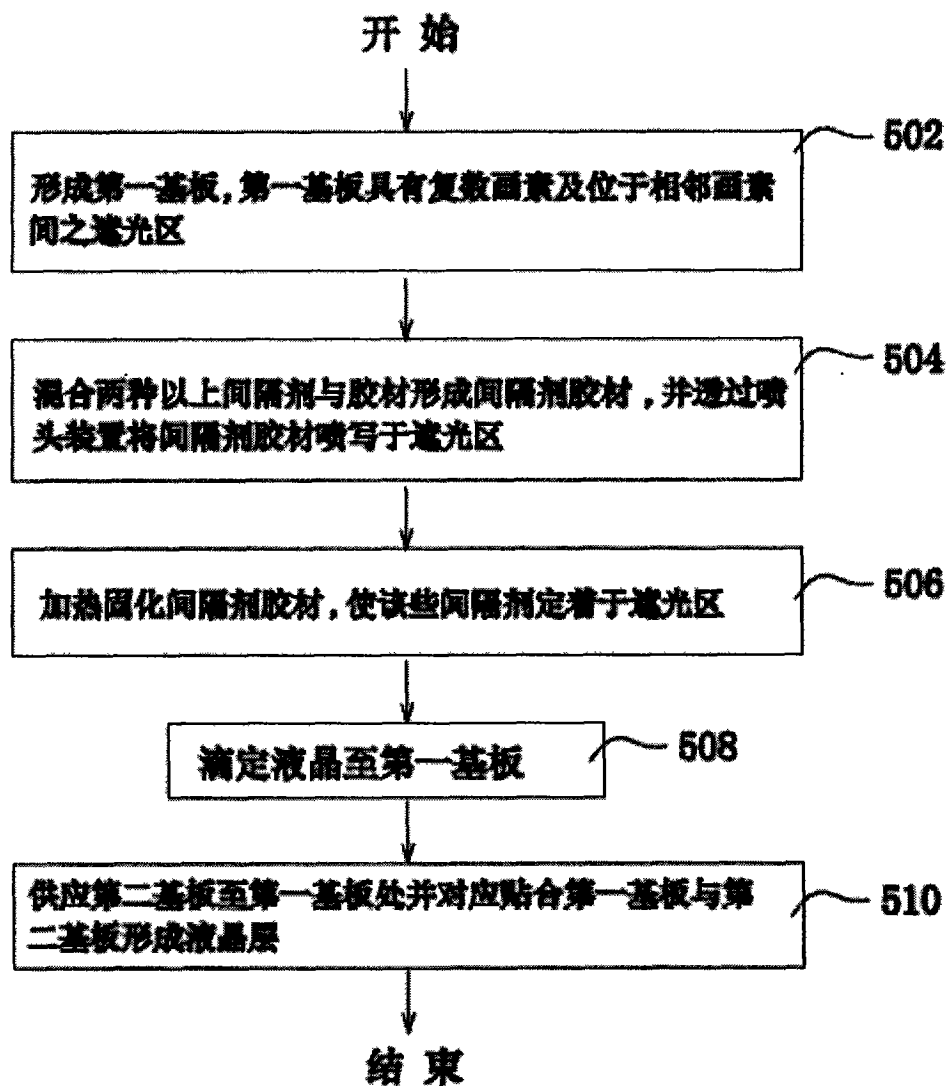 开 始
502
形成第一基板,第一基板具有复数画素及位于相邻画素
间之遮光区
504
混合两种以上间隔剂与胶材形成间隔剂胶材,并透过喷
头装置将间隔剂胶材喷写于遮光区
506
加热固化间隔剂胶材,使该些间隔剂定着于遮光区
508
滴定液晶至第一基板
510
供应第二基板至第一基板处并对应贴合第一基板与第
二基板形成液晶层
结 束